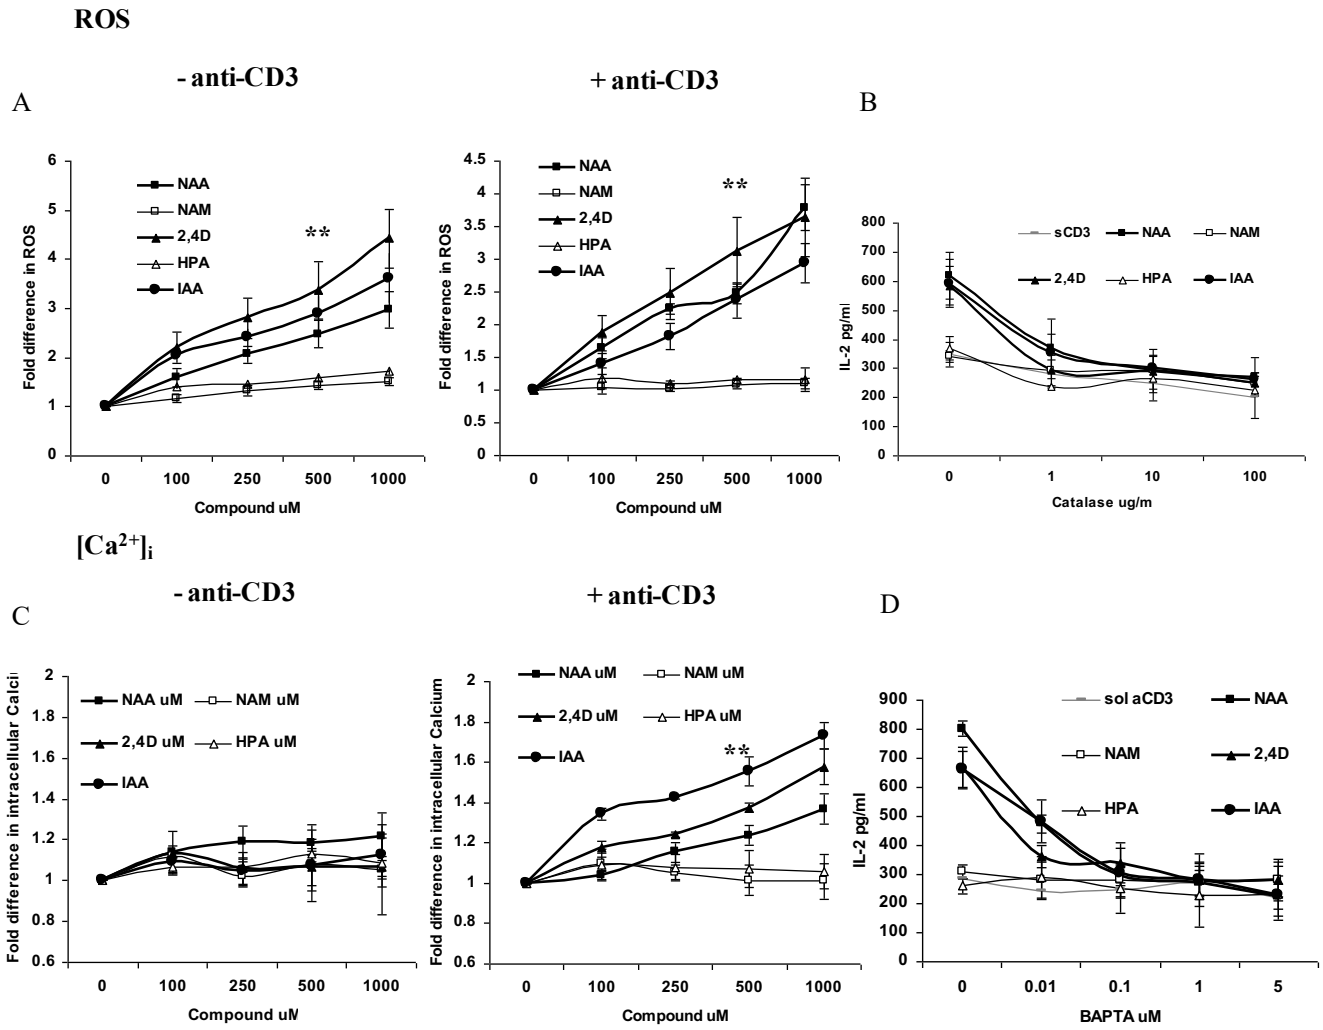 ROS
- anti-CD3
+ anti-CD3
A
B
6
5
4
3
2
1
0
Fold difference in ROS
NAA
NAM
2,4D
HPA
IAA
**
0 100 250 500 1000
Compound uM
4.5
4
3.5
3
2.5
2
1.5
1
0.5
0
Fold difference in ROS
NAA
NAM
2,4D
HPA
IAA
**
0 100 250 500 1000
Compound uM
800
700
600
500
400
300
200
100
0
IL-2 pg/ml
sCD3 NAA NAM
2,4D HPA IAA
0 1 10 100
Catalase ug/m
[Ca²⁺]ᵢ
- anti-CD3
+ anti-CD3
C
D
2
1.8
1.6
1.4
1.2
1
0.8
0.6
Fold difference in intracellular Calci
NAA uM NAM uM
2,4D uM HPA uM
IAA
0 100 250 500 1000
Compound uM
2
1.8
1.6
1.4
1.2
1
0.8
0.6
Fold difference in intracellular Calcium
NAA uM NAM uM
2,4D uM HPA uM
IAA
**
0 100 250 500 1000
Compound uM
900
800
700
600
500
400
300
200
100
0
IL-2 pg/ml
sol aCD3 NAA
NAM 2,4D
HPA IAA
0 0.01 0.1 1 5
BAPTA uM